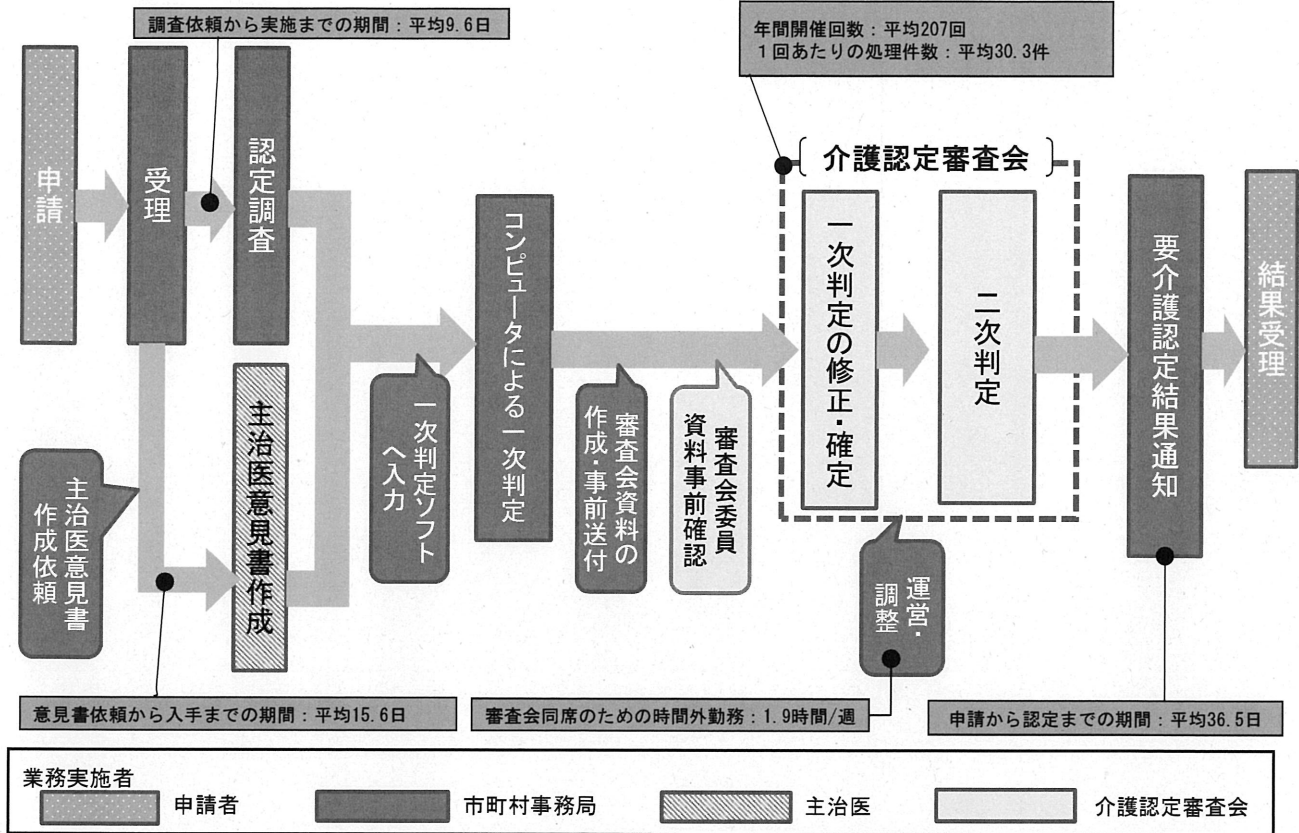 調査依頼から実施までの期間：平均9.6日
年間開催回数：平均207回
１回あたりの処理件数：平均30.3件
申請
受理
認定調査
主治医意見書
作成依頼
主治医意見書作成
一次判定ソフト
へ入力
コンピュータによる一次判定
審査会資料の
作成・事前送付
審査会委員
資料事前確認
介護認定審査会
一次判定の修正・確定
二次判定
運営・
調整
要介護認定結果通知
結果受理
意見書依頼から入手までの期間：平均15.6日
審査会同席のための時間外勤務：1.9時間/週
申請から認定までの期間：平均36.5日
業務実施者
申請者
市町村事務局
主治医
介護認定審査会